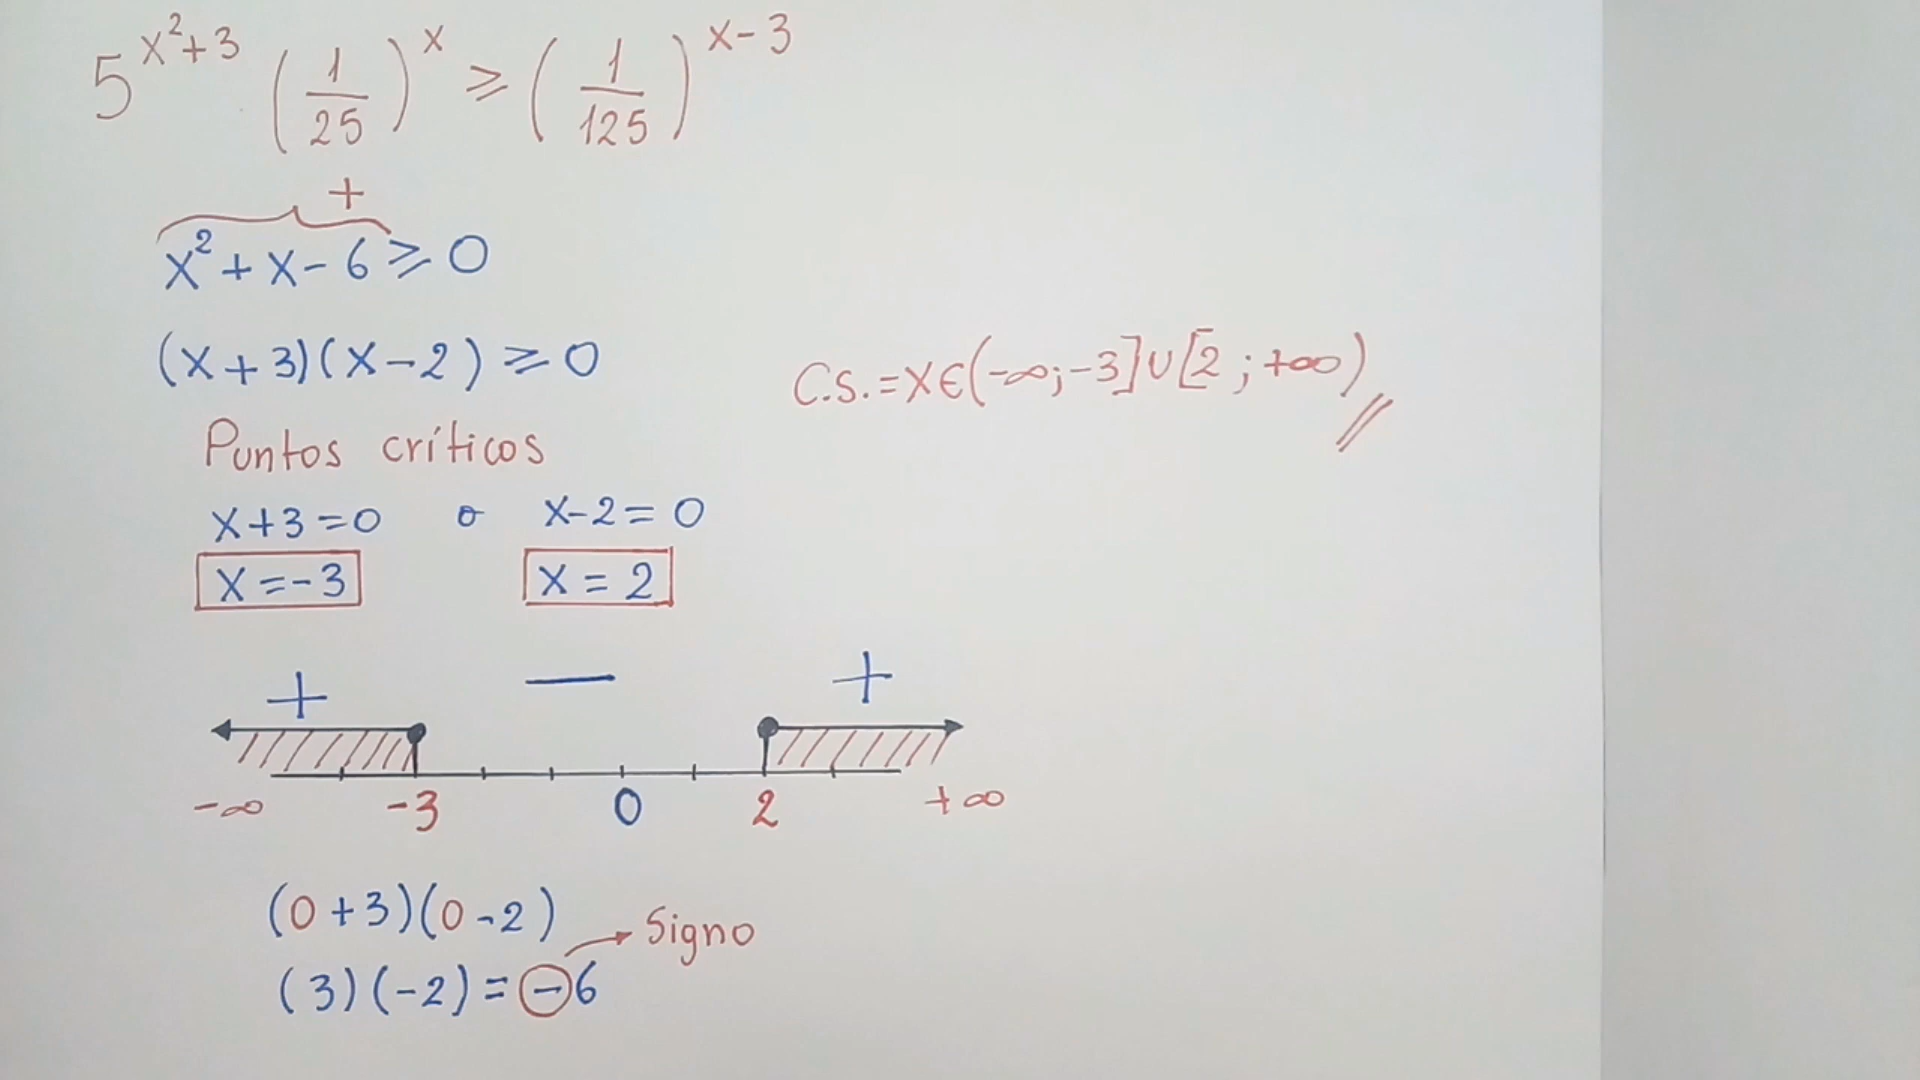 5^(x²+3) (1/25)^x ≥ (1/125)^(x-3)
+
x² + x - 6 ≥ 0
(x + 3)(x - 2) ≥ 0
C.S. = X ∈ (-∞; -3] ∪ [2 ; +∞)
Puntos críticos
x + 3 = 0 o x - 2 = 0
x = -3 x = 2
+ — +
-∞ -3 0 2 +∞
(0 + 3)(0 - 2)
Signo
(3)(-2) = -6